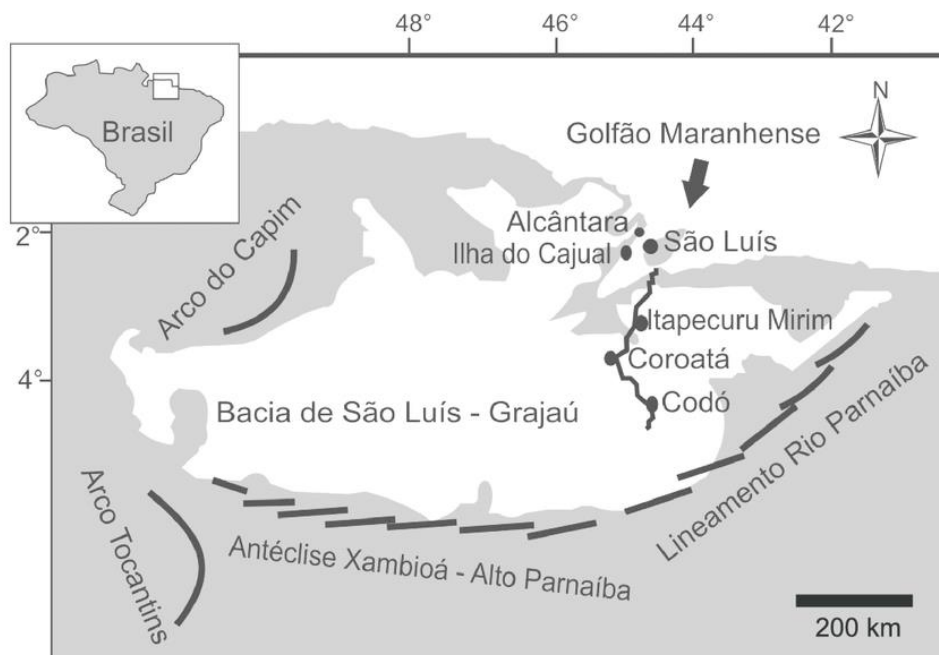 48°
46°
44°
42°
Brasil
N
Golfão Maranhense
2°
Alcântara
São Luís
Ilha do Cajual
Arco do Capim
Itapecuru Mirim
Coroatá
4°
Codó
Bacia de São Luís - Grajaú
Lineamento Rio Parnaíba
Arco Tocantins
Antéclise Xambioá - Alto Parnaíba
200 km